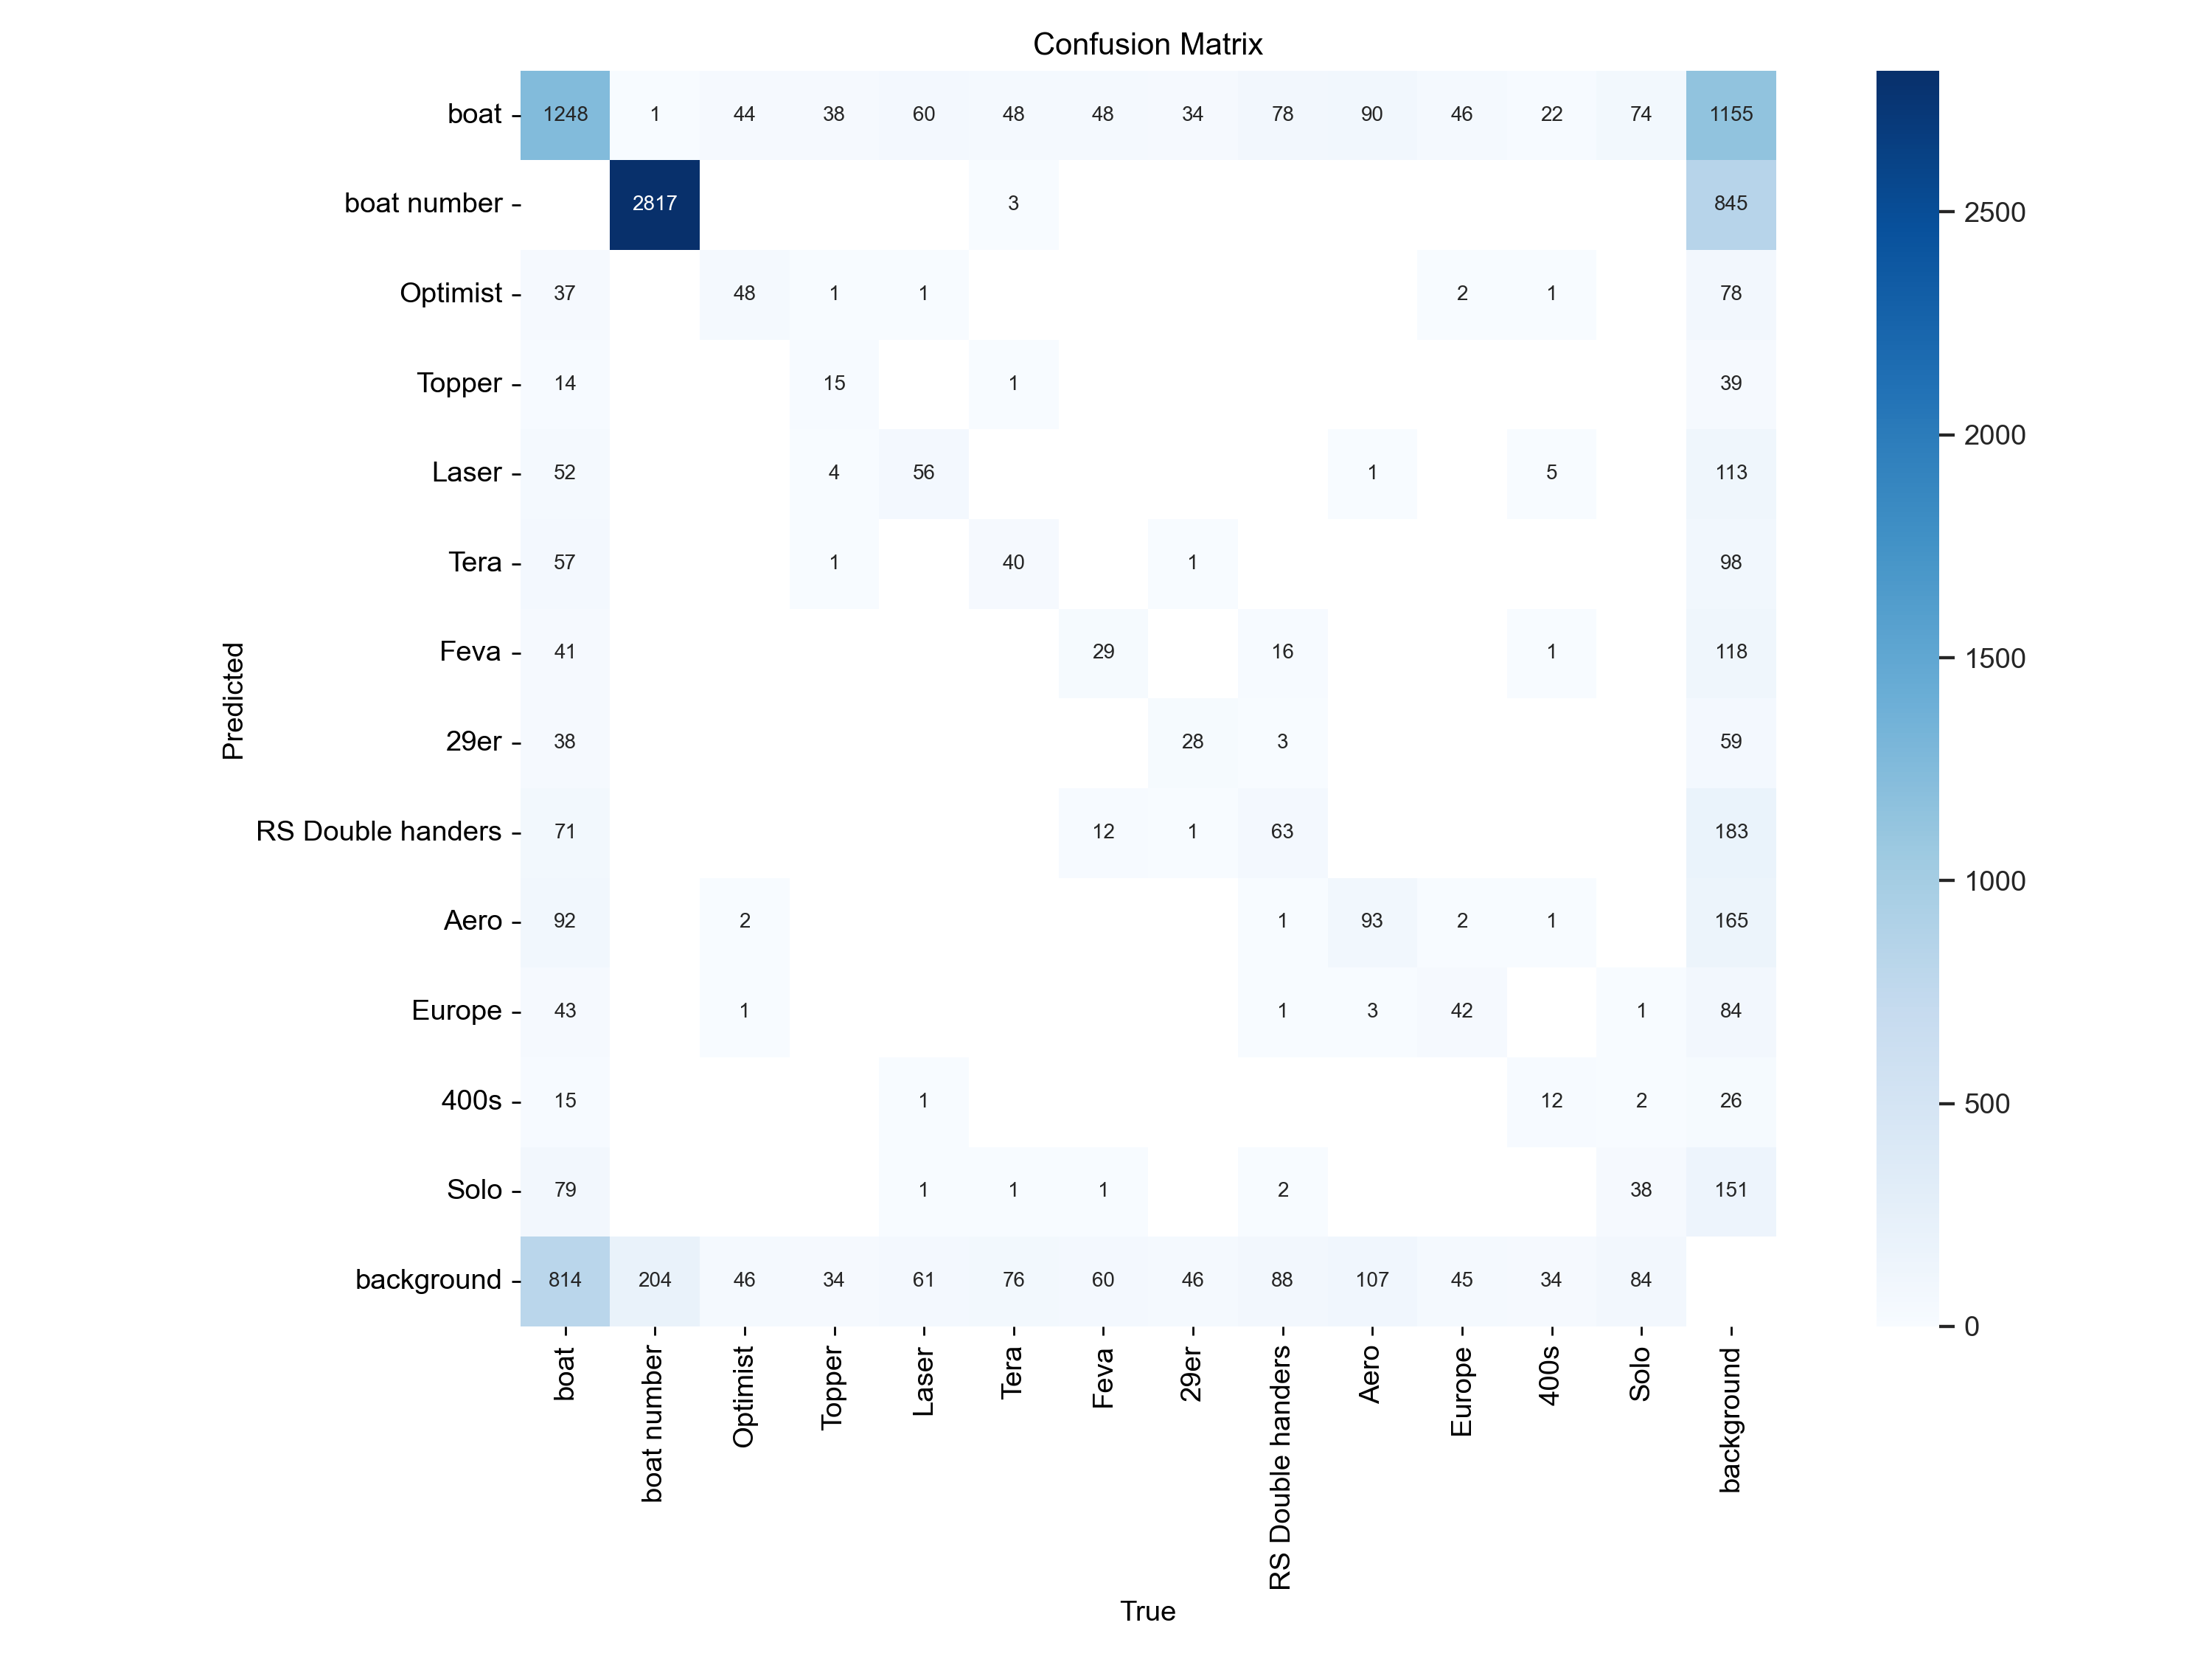 Confusion Matrix
boat 1248 1 44 38 60 48 48 34 78 90 46 22 74 1155
boat number 2817 3 845
Optimist 37 48 1 1 2 1 78
Topper 14 15 1 39
Laser 52 4 56 1 5 113
Tera 57 1 40 1 98
Feva 41 29 16 1 118
29er 38 28 3 59
RS Double handers 71 12 1 63 183
Aero 92 2 1 93 2 1 165
Europe 43 1 1 3 42 1 84
400s 15 1 12 2 26
Solo 79 1 1 1 2 38 151
background 814 204 46 34 61 76 60 46 88 107 45 34 84
Predicted
boat
boat number
Optimist
Topper
Laser
Tera
Feva
29er
RS Double handers
Aero
Europe
400s
Solo
background
True
2500
2000
1500
1000
500
0